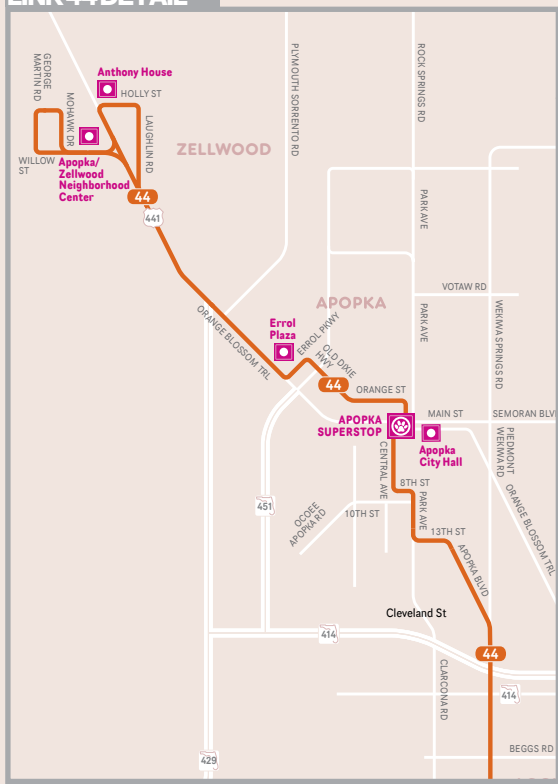 LINK 44 DETAIL
GEORGE
MARTIN RD
MOHAWK DR
Anthony House
HOLLY ST
LAUGHLIN RD
WILLOW
ST
Apopka/
Zellwood
Neighborhood
Center
ZELLWOOD
PLYMOUTH SORRENTO RD
ROCK SPRINGS RD
44
441
PARK AVE
APOPKA
VOTAW RD
PARK AVE
WEKIWA SPRINGS RD
ORANGE BLOSSOM TRL
Errol
Plaza
ERROL PKWY
OLD DIXIE
HWY
44
ORANGE ST
APOPKA
SUPERSTOP
MAIN ST
SEMORAN BLV
Apopka
City Hall
PIEDMONT
WEKIWA RD
CENTRAL AVE
8TH ST
PARK AVE
ORANGE BLOSSOM TRL
451
OCOEE
APOPKA RD
10TH ST
13TH ST
APOPKA BLVD
Cleveland St
414
44
CLARCONA RD
414
429
BEGGS RD